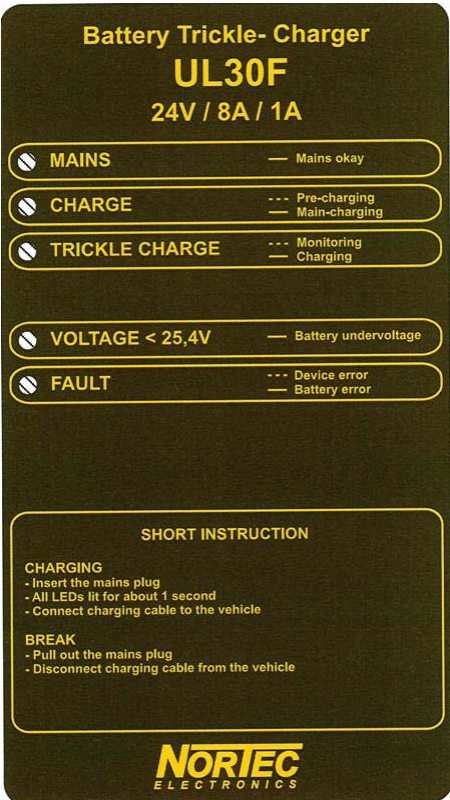 Battery Trickle- Charger
UL30F
24V / 8A / 1A
MAINS — Mains okay
CHARGE --- Pre-charging
— Main-charging
TRICKLE CHARGE --- Monitoring
— Charging
VOLTAGE < 25,4V — Battery undervoltage
FAULT --- Device error
— Battery error
SHORT INSTRUCTION
CHARGING
- Insert the mains plug
- All LEDs lit for about 1 second
- Connect charging cable to the vehicle
BREAK
- Pull out the mains plug
- Disconnect charging cable from the vehicle
NORTEC
ELECTRONICS